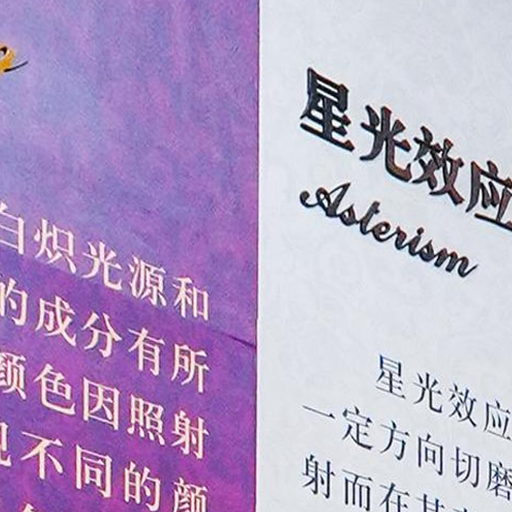 白炽光源和
的成分有所
颜色因照射
见不同的颜
星光效应
Asterism
星光效应
一定方向切磨
射而在其